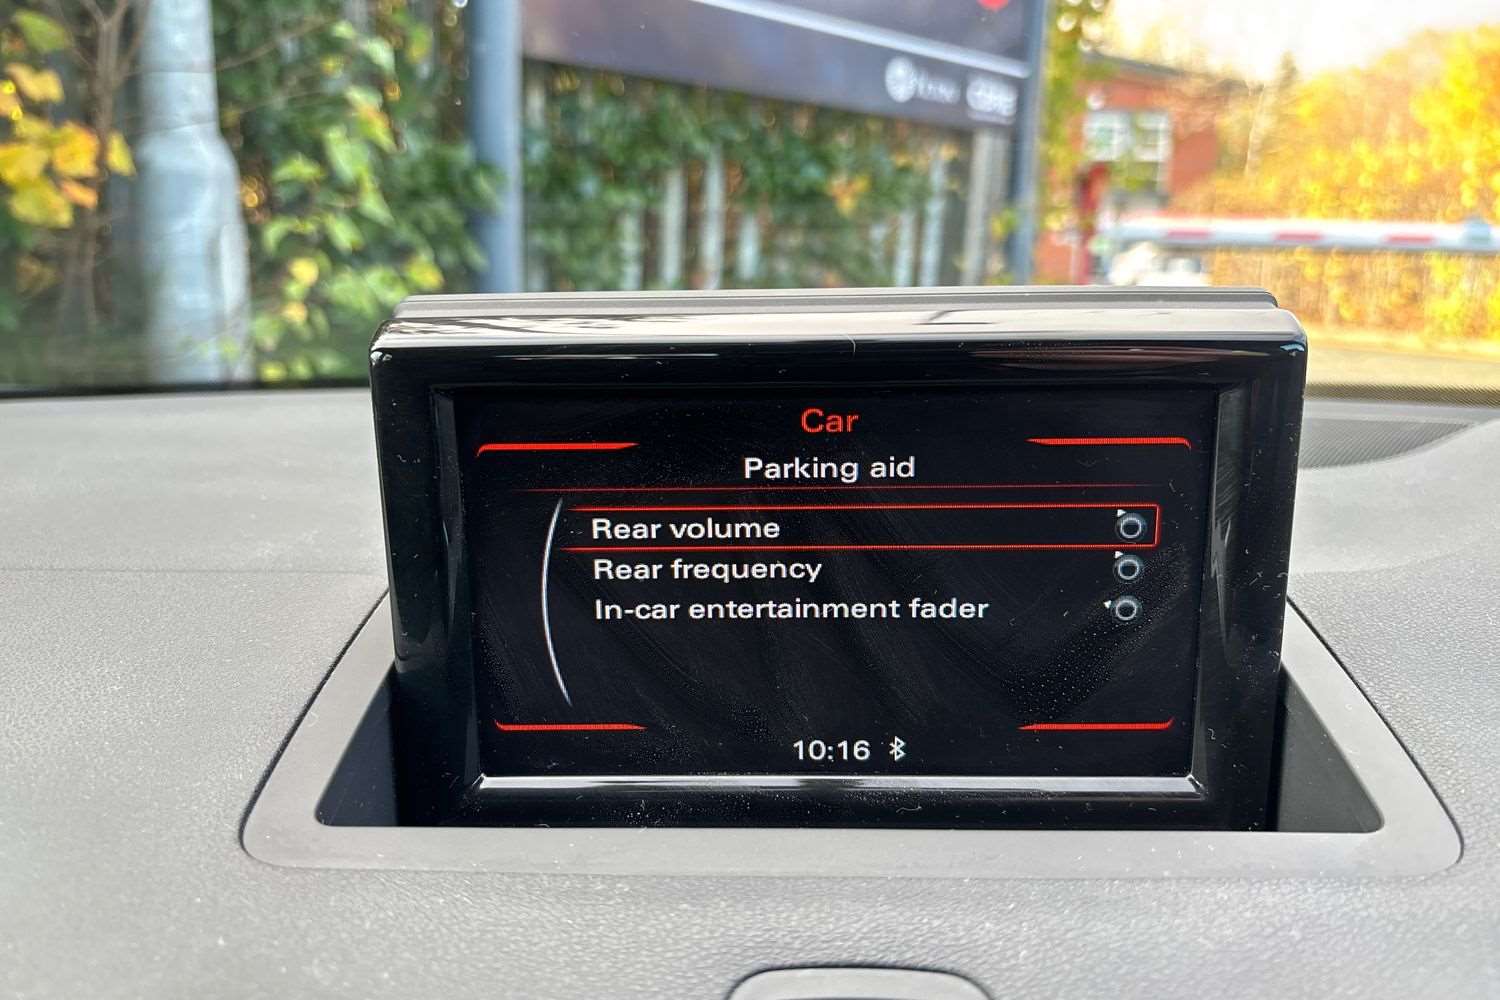 Car
Parking aid
Rear volume
Rear frequency
In-car entertainment fader
10:16